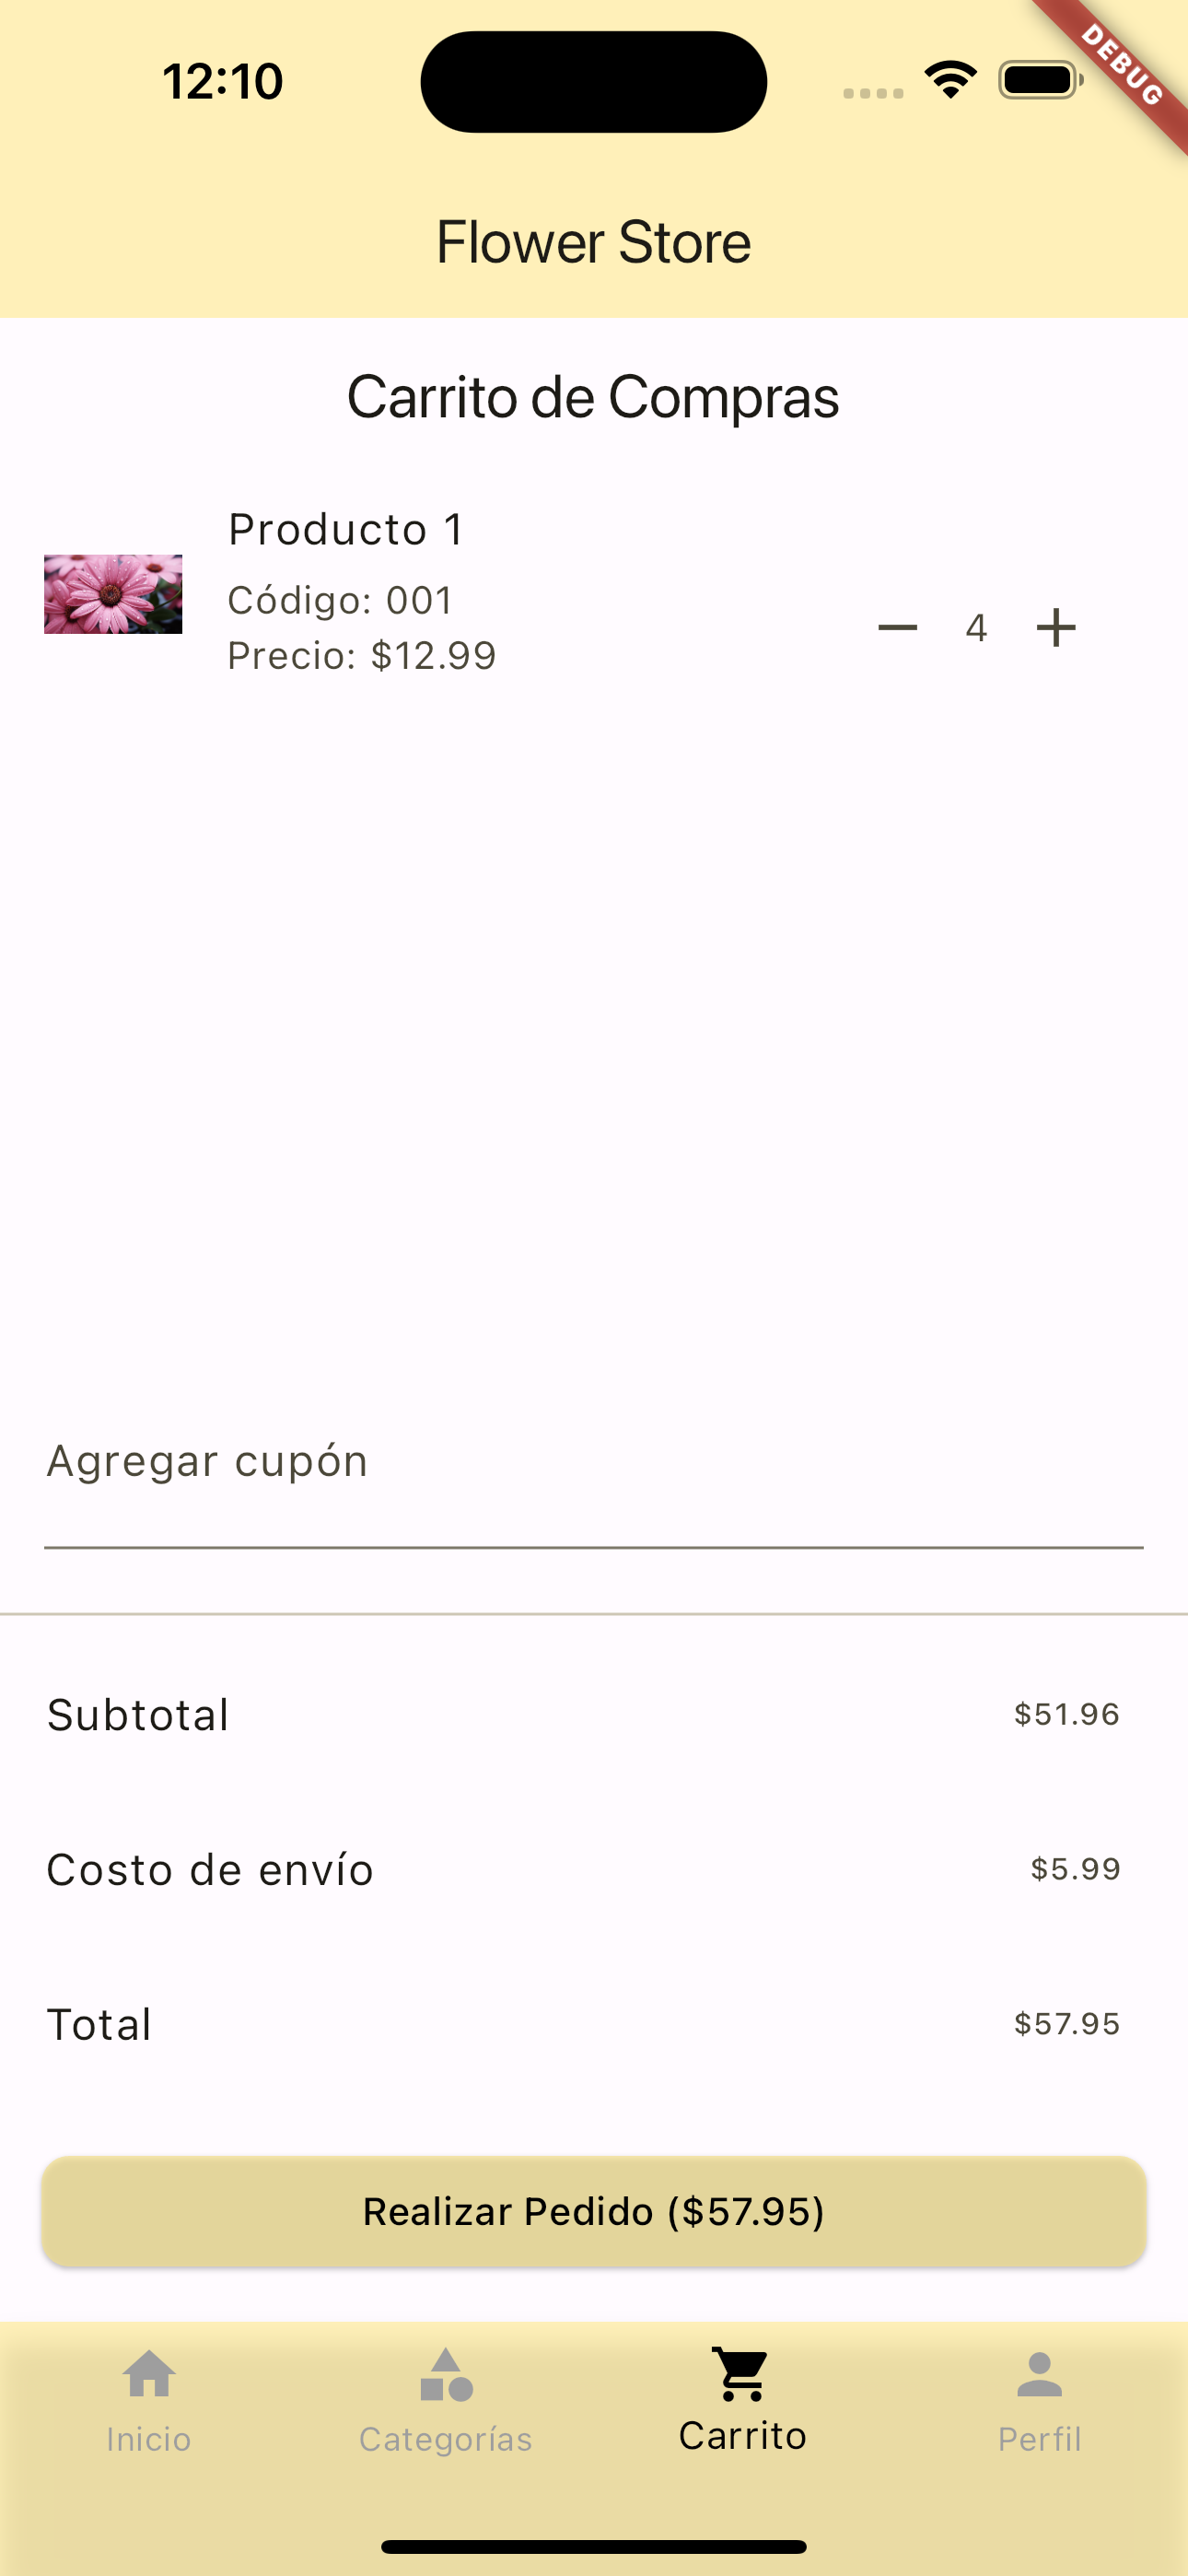 12:10
DEBUG
Flower Store
Carrito de Compras
Producto 1
Código: 001
Precio: $12.99
4
Agregar cupón
Subtotal
$51.96
Costo de envío
$5.99
Total
$57.95
Realizar Pedido ($57.95)
Inicio
Categorías
Carrito
Perfil